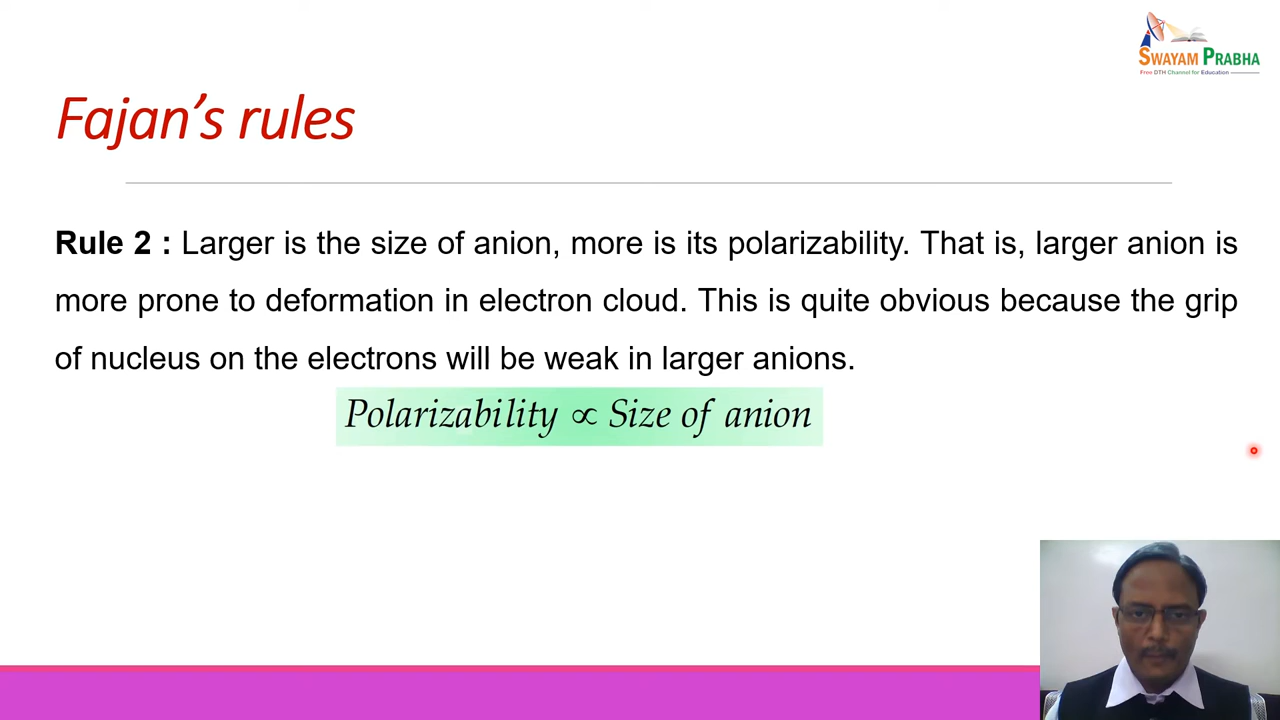 SWAYAM PRABHA
Free DTH Channel for Education
Fajan’s rules
Rule 2 : Larger is the size of anion, more is its polarizability. That is, larger anion is
more prone to deformation in electron cloud. This is quite obvious because the grip
of nucleus on the electrons will be weak in larger anions.
Polarizability ∝ Size of anion